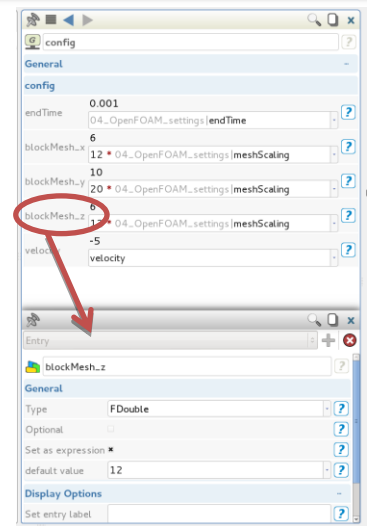 config
General
config
endTime
0.001
04_OpenFOAM_settings|endTime
blockMesh_x
6
12 * 04_OpenFOAM_settings|meshScaling
blockMesh_y
10
20 * 04_OpenFOAM_settings|meshScaling
blockMesh_z
6
12 * 04_OpenFOAM_settings|meshScaling
velocity
-5
velocity
Entry
blockMesh_z
General
Type FDouble
Optional
Set as expression
default value 12
Display Options
Set entry label